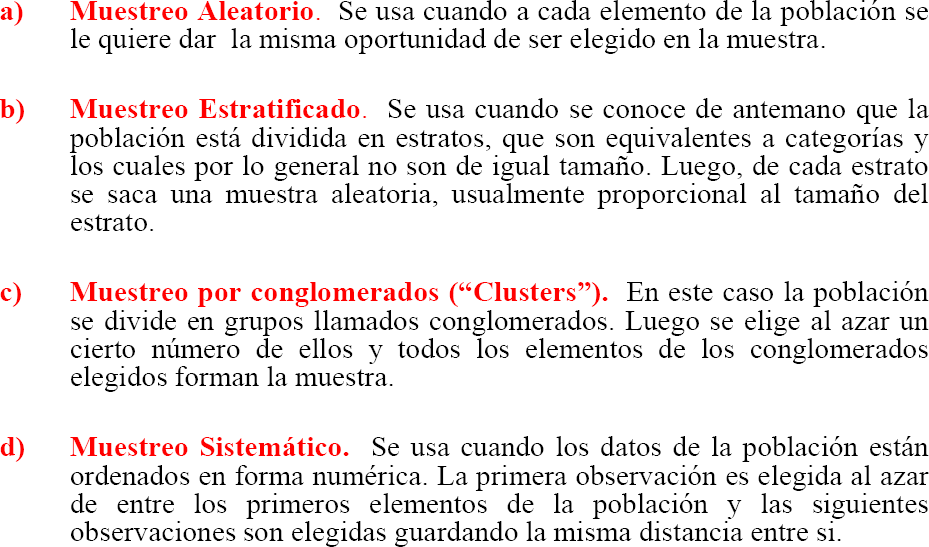 a) Muestreo Aleatorio. Se usa cuando a cada elemento de la población se
le quiere dar la misma oportunidad de ser elegido en la muestra.
b) Muestreo Estratificado. Se usa cuando se conoce de antemano que la
población está dividida en estratos, que son equivalentes a categorías y
los cuales por lo general no son de igual tamaño. Luego, de cada estrato
se saca una muestra aleatoria, usualmente proporcional al tamaño del
estrato.
c) Muestreo por conglomerados (“Clusters”). En este caso la población
se divide en grupos llamados conglomerados. Luego se elige al azar un
cierto número de ellos y todos los elementos de los conglomerados
elegidos forman la muestra.
d) Muestreo Sistemático. Se usa cuando los datos de la población están
ordenados en forma numérica. La primera observación es elegida al azar
de entre los primeros elementos de la población y las siguientes
observaciones son elegidas guardando la misma distancia entre si.